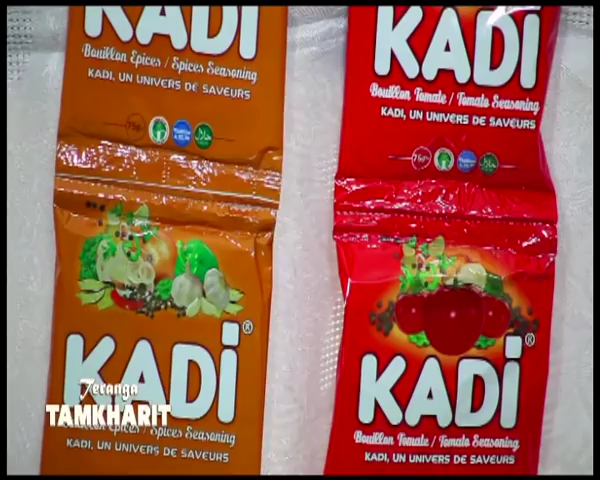 KADi
Bouillon Epices / Spices Seasoning
KADI, UN UNIVERS DE SAVEURS
75g
KADi®
Bouillon Epices / Spices Seasoning
KADI, UN UNIVERS DE SAVEURS
KADi
Bouillon Tomate / Tomato Seasoning
KADI, UN UNIVERS DE SAVEURS
75g
KADi®
Bouillon Tomate / Tomato Seasoning
KADI, UN UNIVERS DE SAVEURS
Teranga
TAMKHARIT